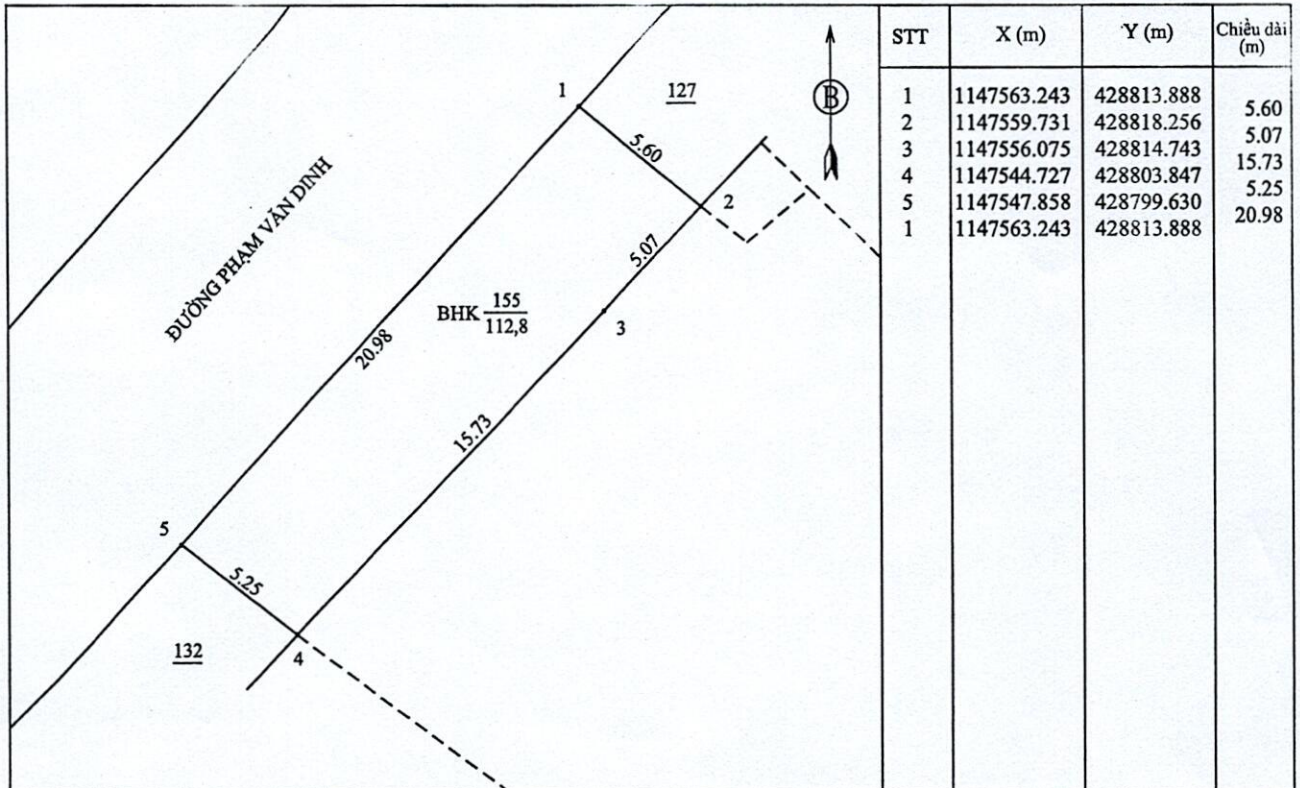 1
127
B
5.60
2
ĐƯỜNG PHẠM VĂN DINH
5.07
BHK 155
112,8
3
20.98
15.73
5
5.25
132
4
STT X (m) Y (m) Chiều dài
(m)
1 1147563.243 428813.888
5.60
2 1147559.731 428818.256
5.07
3 1147556.075 428814.743
15.73
4 1147544.727 428803.847
5.25
5 1147547.858 428799.630
20.98
1 1147563.243 428813.888